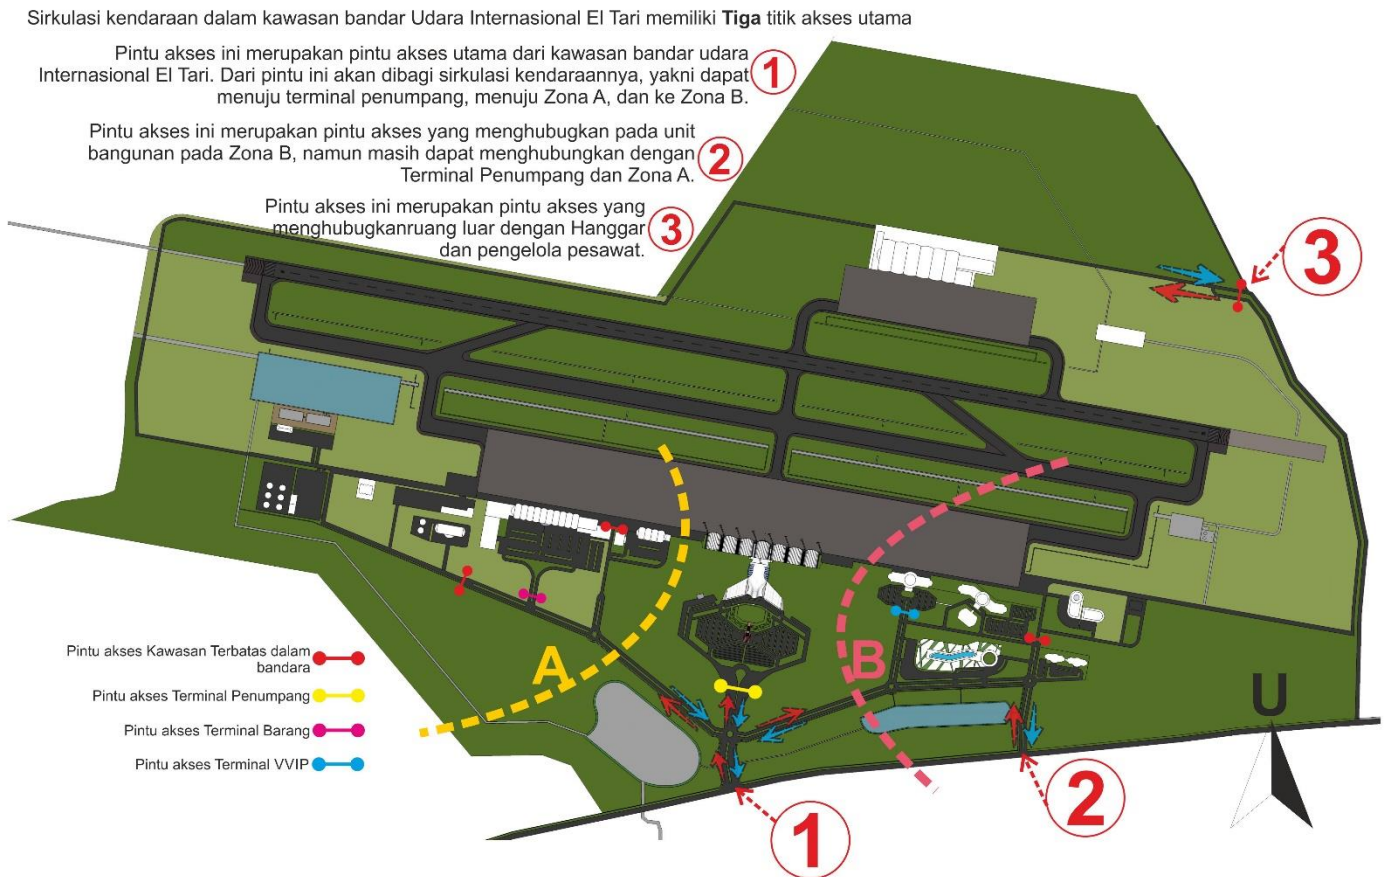 Sirkulasi kendaraan dalam kawasan bandar Udara Internasional El Tari memiliki Tiga titik akses utama
Pintu akses ini merupakan pintu akses utama dari kawasan bandar udara
Internasional El Tari. Dari pintu ini akan dibagi sirkulasi kendaraannya, yakni dapat
menuju terminal penumpang, menuju Zona A, dan ke Zona B.
1
Pintu akses ini merupakan pintu akses yang menghubugkan pada unit
bangunan pada Zona B, namun masih dapat menghubungkan dengan
Terminal Penumpang dan Zona A.
2
Pintu akses ini merupakan pintu akses yang
menghubugkanruang luar dengan Hanggar
dan pengelola pesawat.
3
3
A
B
Pintu akses Kawasan Terbatas dalam
bandara
Pintu akses Terminal Penumpang
Pintu akses Terminal Barang
Pintu akses Terminal VVIP
U
1
2